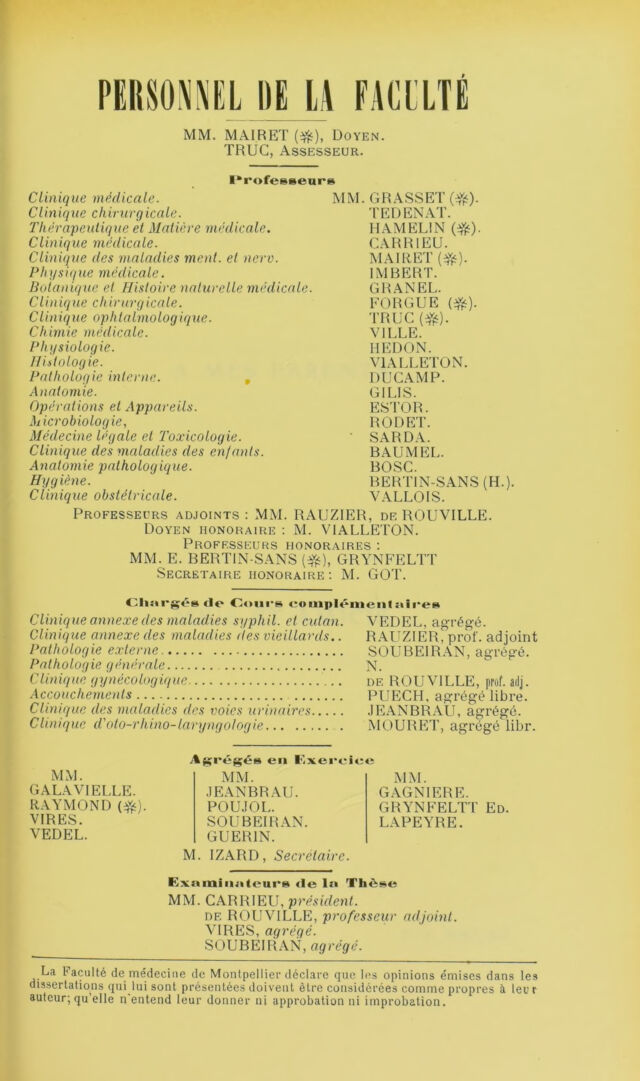 PERSONNEL DE LA FACULTÉ
MM. MAIRET (✻), DOYEN.
TRUC, ASSESSEUR.
Professeurs
Clinique médicale. MM. GRASSET (✻).
Clinique chirurgicale. TEDENAT.
Thérapeutique et Matière médicale. HAMELIN (✻).
Clinique médicale. CARRIEU.
Clinique des maladies ment. et nerv. MAIRET (✻).
Physique médicale. IMBERT.
Botanique et Histoire naturelle médicale. GRANEL.
Clinique chirurgicale. FORGUE (✻).
Clinique ophtalmologique. TRUC (✻).
Chimie médicale. VILLE.
Physiologie. HEDON.
Histologie. VIALLETON.
Pathologie interne. DUCAMP.
Anatomie. GILIS.
Opérations et Appareils. ESTOR.
Microbiologie, RODET.
Médecine légale et Toxicologie. SARDA.
Clinique des maladies des enfants. BAUMEL.
Anatomie pathologique. BOSC.
Hygiène. BERTIN-SANS (H.).
Clinique obstétricale. VALLOIS.
PROFESSEURS ADJOINTS : MM. RAUZIER, DE ROUVILLE.
DOYEN HONORAIRE : M. VIALLETON.
PROFESSEURS HONORAIRES :
MM. E. BERTIN-SANS (✻), GRYNFELTT
SECRETAIRE HONORAIRE : M. GOT.
Chargés de Cours complémentaires
Clinique annexe des maladies syphil. et cutan. VEDEL, agrégé.
Clinique annexe des maladies des vieillards.. RAUZIER, prof. adjoint
Pathologie externe..... SOUBEIRAN, agrégé.
Pathologie générale..... N.
Clinique gynécologique..... DE ROUVILLE, prof. adj.
Accouchements..... PUECH, agrégé libre.
Clinique des maladies des voies urinaires..... JEANBRAU, agrégé.
Clinique d'oto-rhino-laryngologie..... MOURET, agrégé libr.
Agrégés en Exercice
MM. MM. MM.
GALAVIELLE. JEANBRAU. GAGNIERE.
RAYMOND (✻). POUJOL. GRYNFELTT ED.
VIRES. SOUBEIRAN. LAPEYRE.
VEDEL. GUERIN.
M. IZARD, Secrétaire.
Examinateurs de la Thèse
MM. CARRIEU, président.
DE ROUVILLE, professeur adjoint.
VIRES, agrégé.
SOUBEIRAN, agrégé.
La Faculté de médecine de Montpellier déclare que les opinions émises dans les
dissertations qui lui sont présentées doivent être considérées comme propres à leur
auteur; qu'elle n'entend leur donner ni approbation ni improbation.